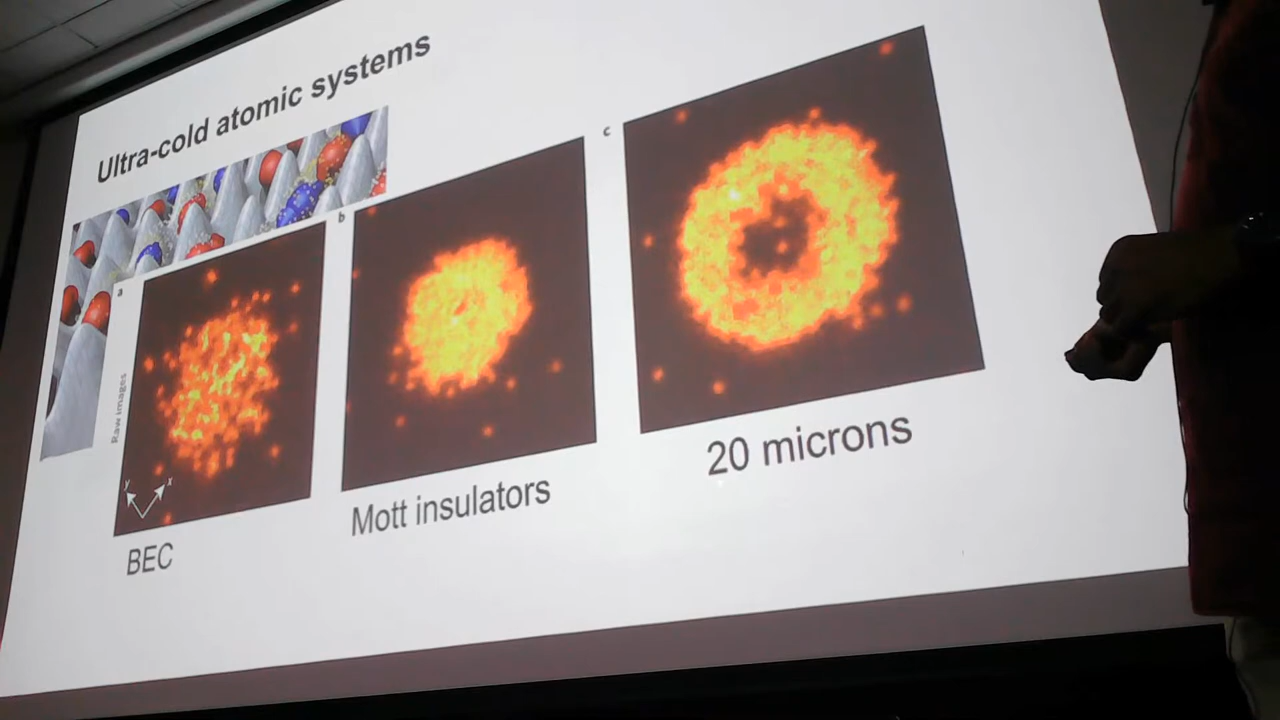 Ultra-cold atomic systems
a
b
c
Raw images
y
x
BEC
Mott insulators
20 microns